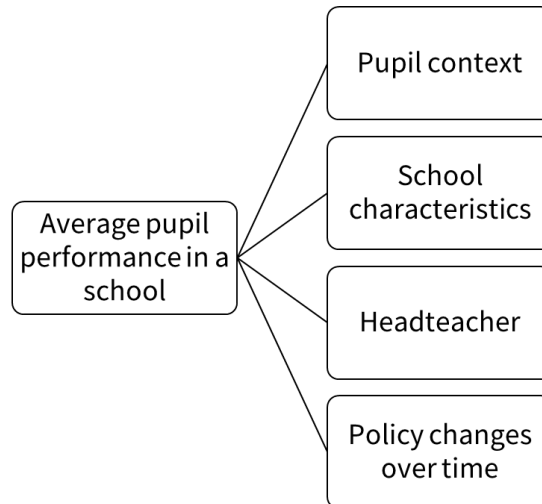 Pupil context
School
characteristics
Average pupil
performance in a
school
Headteacher
Policy changes
over time